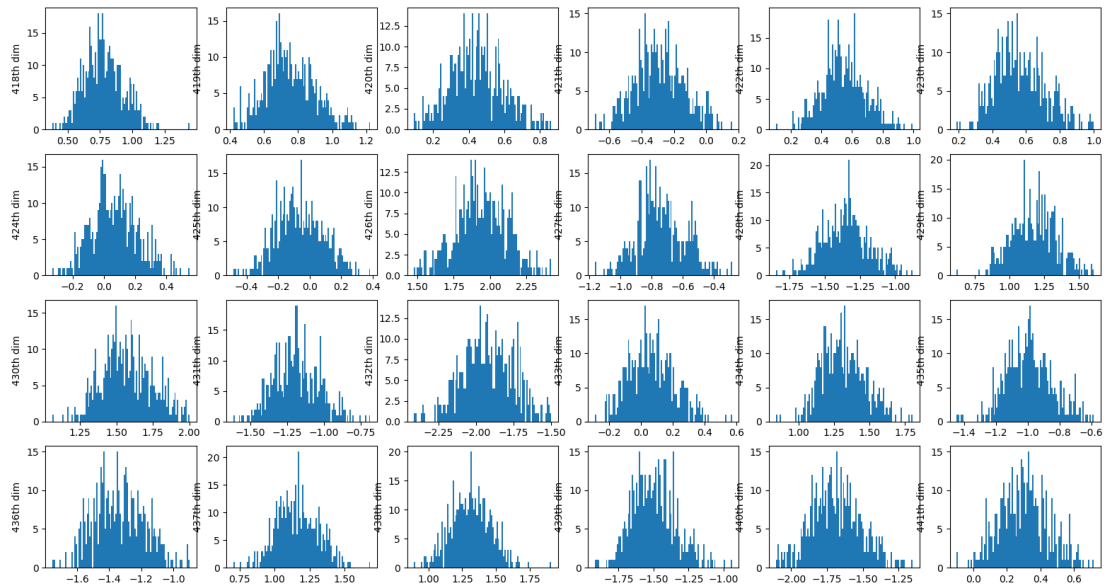 418th dim 0 5 10 15 0.50 0.75 1.00 1.25
419th dim 0 5 10 15 0.4 0.6 0.8 1.0 1.2
420th dim 0.0 2.5 5.0 7.5 10.0 12.5 0.2 0.4 0.6 0.8
421th dim 0 5 10 15 −0.6 −0.4 −0.2 0.0 0.2
422th dim 0 5 10 15 0.2 0.4 0.6 0.8 1.0
423th dim 0 5 10 15 0.2 0.4 0.6 0.8 1.0
424th dim 0 5 10 15 −0.2 0.0 0.2 0.4
425th dim 0 5 10 15 −0.4 −0.2 0.0 0.2 0.4
426th dim 0.0 2.5 5.0 7.5 10.0 12.5 1.50 1.75 2.00 2.25
427th dim 0 5 10 15 −1.2 −1.0 −0.8 −0.6 −0.4
428th dim 0 5 10 15 20 −1.75 −1.50 −1.25 −1.00
429th dim 0 5 10 15 20 0.75 1.00 1.25 1.50
430th dim 0 5 10 15 1.25 1.50 1.75 2.00
431th dim 0 5 10 15 −1.50 −1.25 −1.00 −0.75
432th dim 0.0 2.5 5.0 7.5 10.0 12.5 −2.25 −2.00 −1.75 −1.50
433th dim 0 5 10 15 −0.2 0.0 0.2 0.4 0.6
434th dim 0 5 10 15 1.00 1.25 1.50 1.75
435th dim 0 5 10 15 −1.4 −1.2 −1.0 −0.8 −0.6
436th dim 0 5 10 15 −1.6 −1.4 −1.2 −1.0
437th dim 0 5 10 15 20 0.75 1.00 1.25 1.50
438th dim 0 5 10 15 20 1.00 1.25 1.50 1.75
439th dim 0 5 10 15 −1.75 −1.50 −1.25 −1.00
440th dim 0 5 10 15 −2.00 −1.75 −1.50 −1.25
441th dim 0 5 10 15 0.0 0.2 0.4 0.6